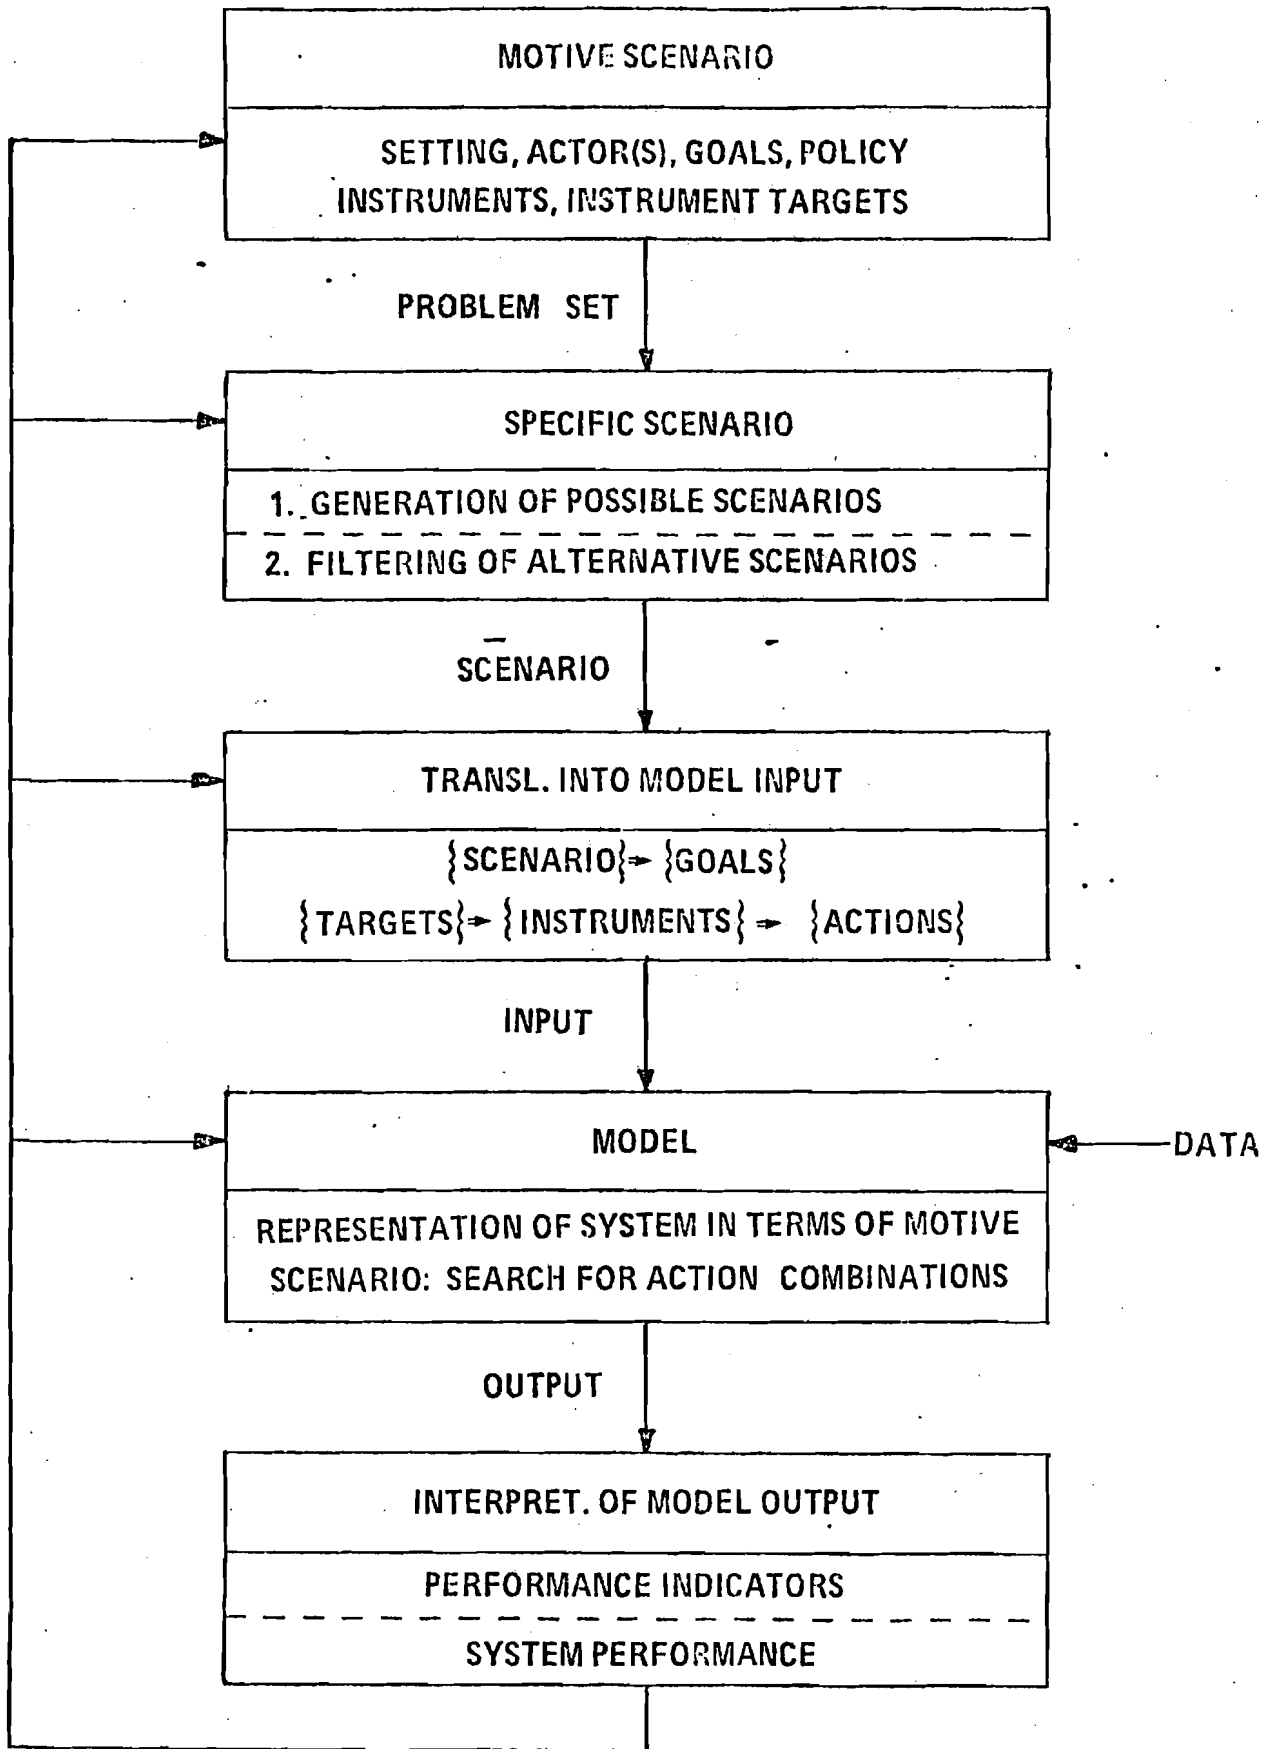 MOTIVE SCENARIO
SETTING, ACTOR(S), GOALS, POLICY
INSTRUMENTS, INSTRUMENT TARGETS
PROBLEM SET
SPECIFIC SCENARIO
1. GENERATION OF POSSIBLE SCENARIOS
2. FILTERING OF ALTERNATIVE SCENARIOS
SCENARIO
TRANSL. INTO MODEL INPUT
{SCENARIO}→ {GOALS}
{TARGETS}→ {INSTRUMENTS} → {ACTIONS}
INPUT
MODEL
DATA
REPRESENTATION OF SYSTEM IN TERMS OF MOTIVE
SCENARIO: SEARCH FOR ACTION COMBINATIONS
OUTPUT
INTERPRET. OF MODEL OUTPUT
PERFORMANCE INDICATORS
SYSTEM PERFORMANCE